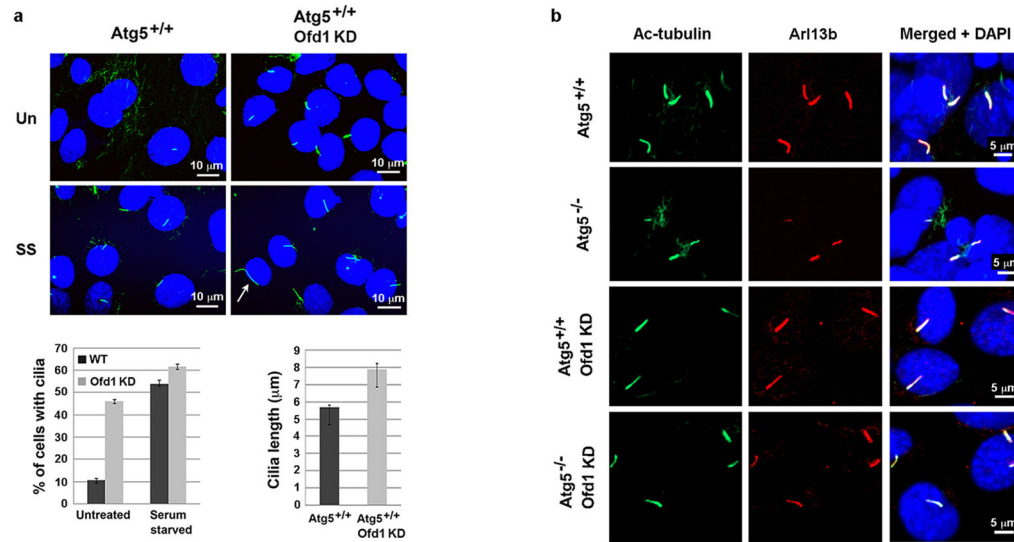 a
Atg5+/+
Atg5+/+
Ofd1 KD
Un
10 μm
10 μm
SS
10 μm
10 μm
% of cells with cilia
70
60
50
40
30
20
10
0
WT
Ofd1 KD
Untreated
Serum
starved
Cilia length (μm)
9
8
7
6
5
4
3
2
1
0
Atg5+/+
Atg5+/+
Ofd1 KD
b
Ac-tubulin
Arl13b
Merged + DAPI
Atg5+/+
5 μm
Atg5-/-
5 μm
Atg5+/+
Ofd1 KD
5 μm
Atg5-/-
Ofd1 KD
5 μm